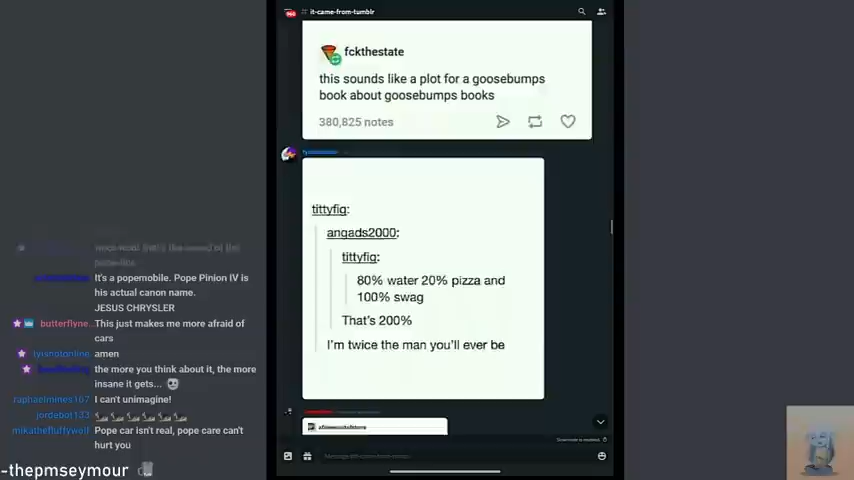 # it-came-from-tumblr
fckthestate
this sounds like a plot for a goosebumps
book about goosebumps books
380,825 notes
tittyfig:
angads2000:
tittyfig:
80% water 20% pizza and
100% swag
That's 200%
I'm twice the man you'll ever be
It's a popemobile. Pope Pinion IV is
his actual canon name.
JESUS CHRYSLER
butterflyne.. This just makes me more afraid of
cars
lyisnotonline amen
the more you think about it, the more
insane it gets...
raphaelmines107 I can't unimagine!
jordebot133
mikathefluffywolf Pope car isn't real, pope care can't
hurt you
-thepmseymour